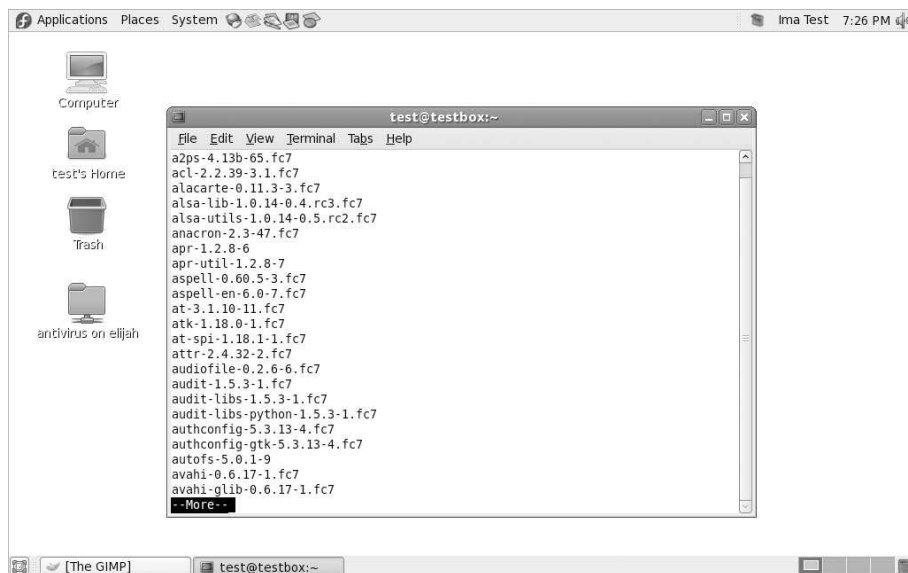 Applications Places System Ima Test 7:26 PM
Computer
test's Home
Trash
antivirus on elijah
test@testbox:~
File Edit View Terminal Tabs Help
a2ps-4.13b-65.fc7
acl-2.2.39-3.1.fc7
alacarte-0.11.3-3.fc7
alsa-lib-1.0.14-0.4.rc3.fc7
alsa-utils-1.0.14-0.5.rc2.fc7
anacron-2.3-47.fc7
apr-1.2.8-6
apr-util-1.2.8-7
aspell-0.60.5-3.fc7
aspell-en-6.0-7.fc7
at-3.1.10-11.fc7
atk-1.18.0-1.fc7
at-spi-1.18.1-1.fc7
attr-2.4.32-2.fc7
audiofile-0.2.6-6.fc7
audit-1.5.3-1.fc7
audit-libs-1.5.3-1.fc7
audit-libs-python-1.5.3-1.fc7
authconfig-5.3.13-4.fc7
authconfig-gtk-5.3.13-4.fc7
autofs-5.0.1-9
avahi-0.6.17-1.fc7
avahi-glib-0.6.17-1.fc7
--More--
[The GIMP] test@testbox:~